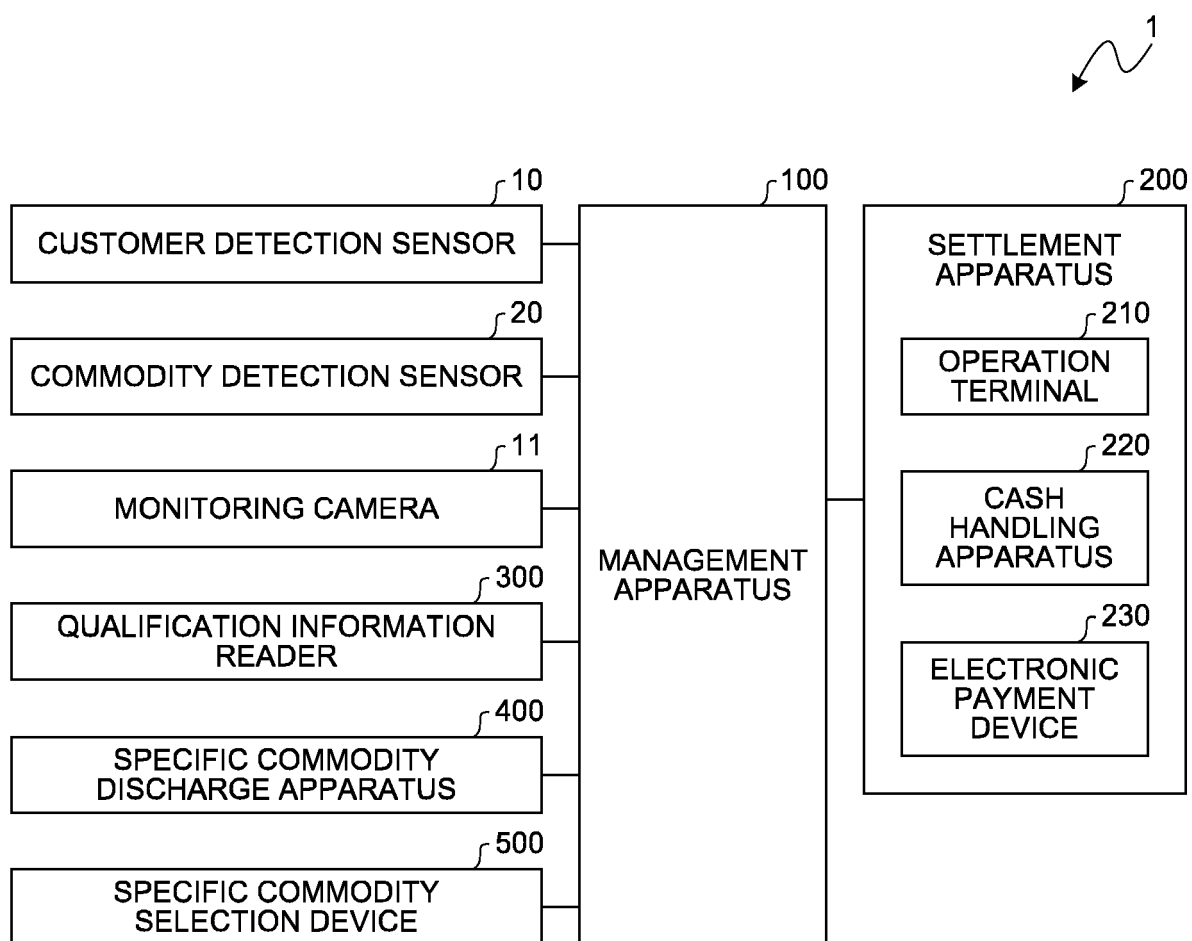 1
10
CUSTOMER DETECTION SENSOR
20
COMMODITY DETECTION SENSOR
11
MONITORING CAMERA
300
QUALIFICATION INFORMATION
READER
400
SPECIFIC COMMODITY
DISCHARGE APPARATUS
500
SPECIFIC COMMODITY
SELECTION DEVICE
100
MANAGEMENT
APPARATUS
200
SETTLEMENT
APPARATUS
210
OPERATION
TERMINAL
220
CASH
HANDLING
APPARATUS
230
ELECTRONIC
PAYMENT
DEVICE